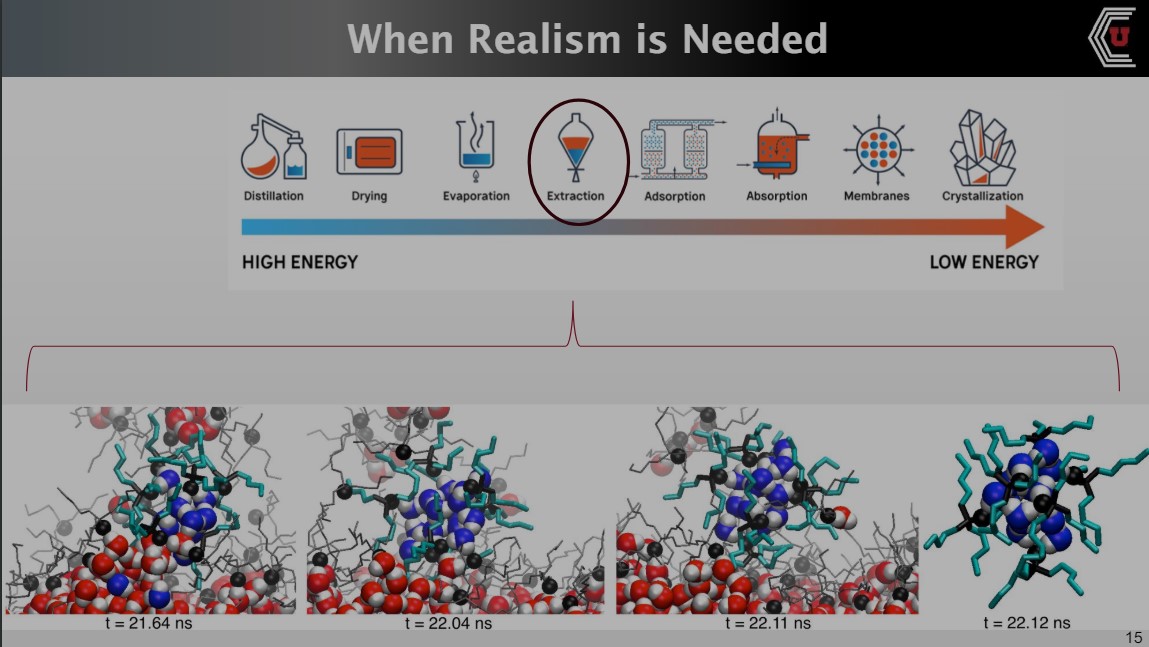 When Realism is Needed
U
Distillation
Drying
Evaporation
Extraction
Adsorption
Absorption
Membranes
Crystallization
HIGH ENERGY
LOW ENERGY
t = 21.64 ns
t = 22.04 ns
t = 22.11 ns
t = 22.12 ns
15